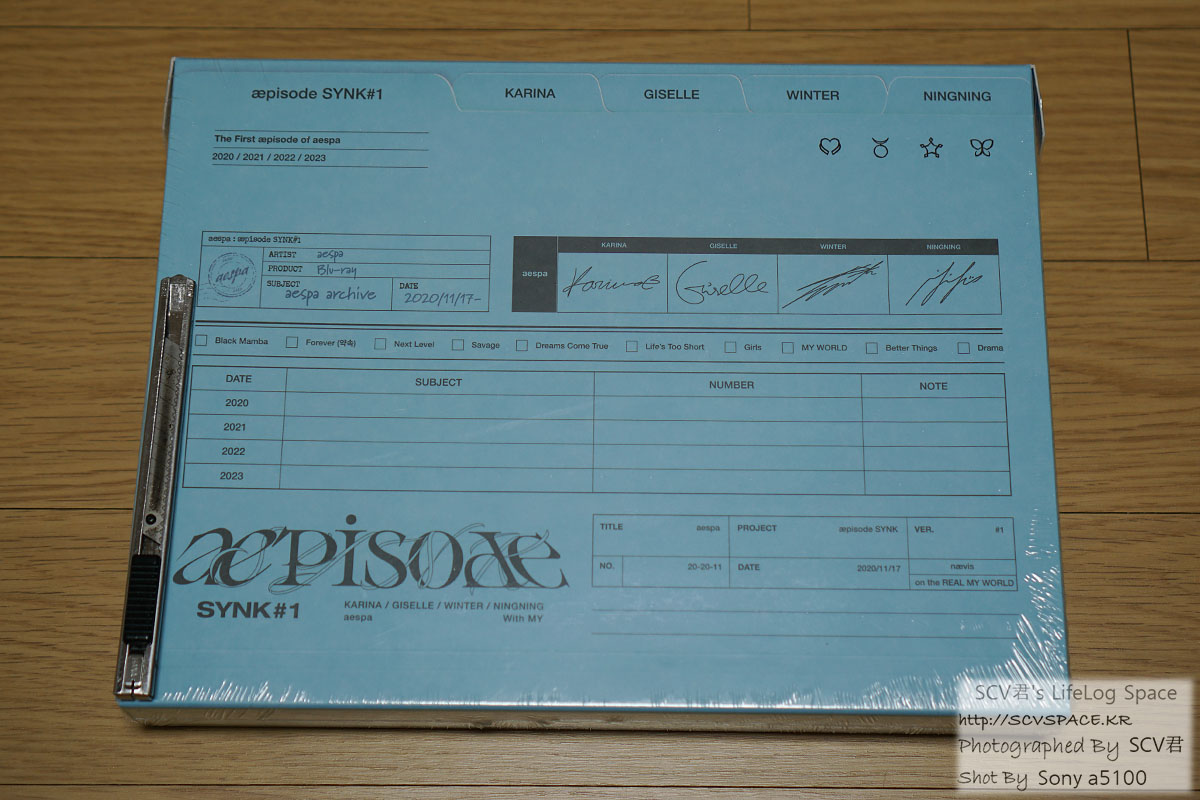 æpisode SYNK#1 KARINA GISELLE WINTER NINGNING
The First æpisode of aespa
2020 / 2021 / 2022 / 2023
aespa : æpisode SYNK#1
aespa
ARTIST aespa
PRODUCT Blu-ray
SUBJECT aespa archive
DATE 2020/11/17-
KARINA GISELLE WINTER NINGNING
aespa
Karina Giselle
Black Mamba Forever (약속) Next Level Savage Dreams Come True Life's Too Short Girls MY WORLD Better Things Drama
DATE SUBJECT NUMBER NOTE
2020
2021
2022
2023
æpisode
SYNK#1
KARINA / GISELLE / WINTER / NINGNING
aespa With MY
TITLE aespa PROJECT æpisode SYNK VER. #1
NO. 20-20-11 DATE 2020/11/17 nævis
on the REAL MY WORLD
SCV君's LifeLog Space
http://SCVSPACE.KR
Photographed By SCV君
Shot By Sony a5100